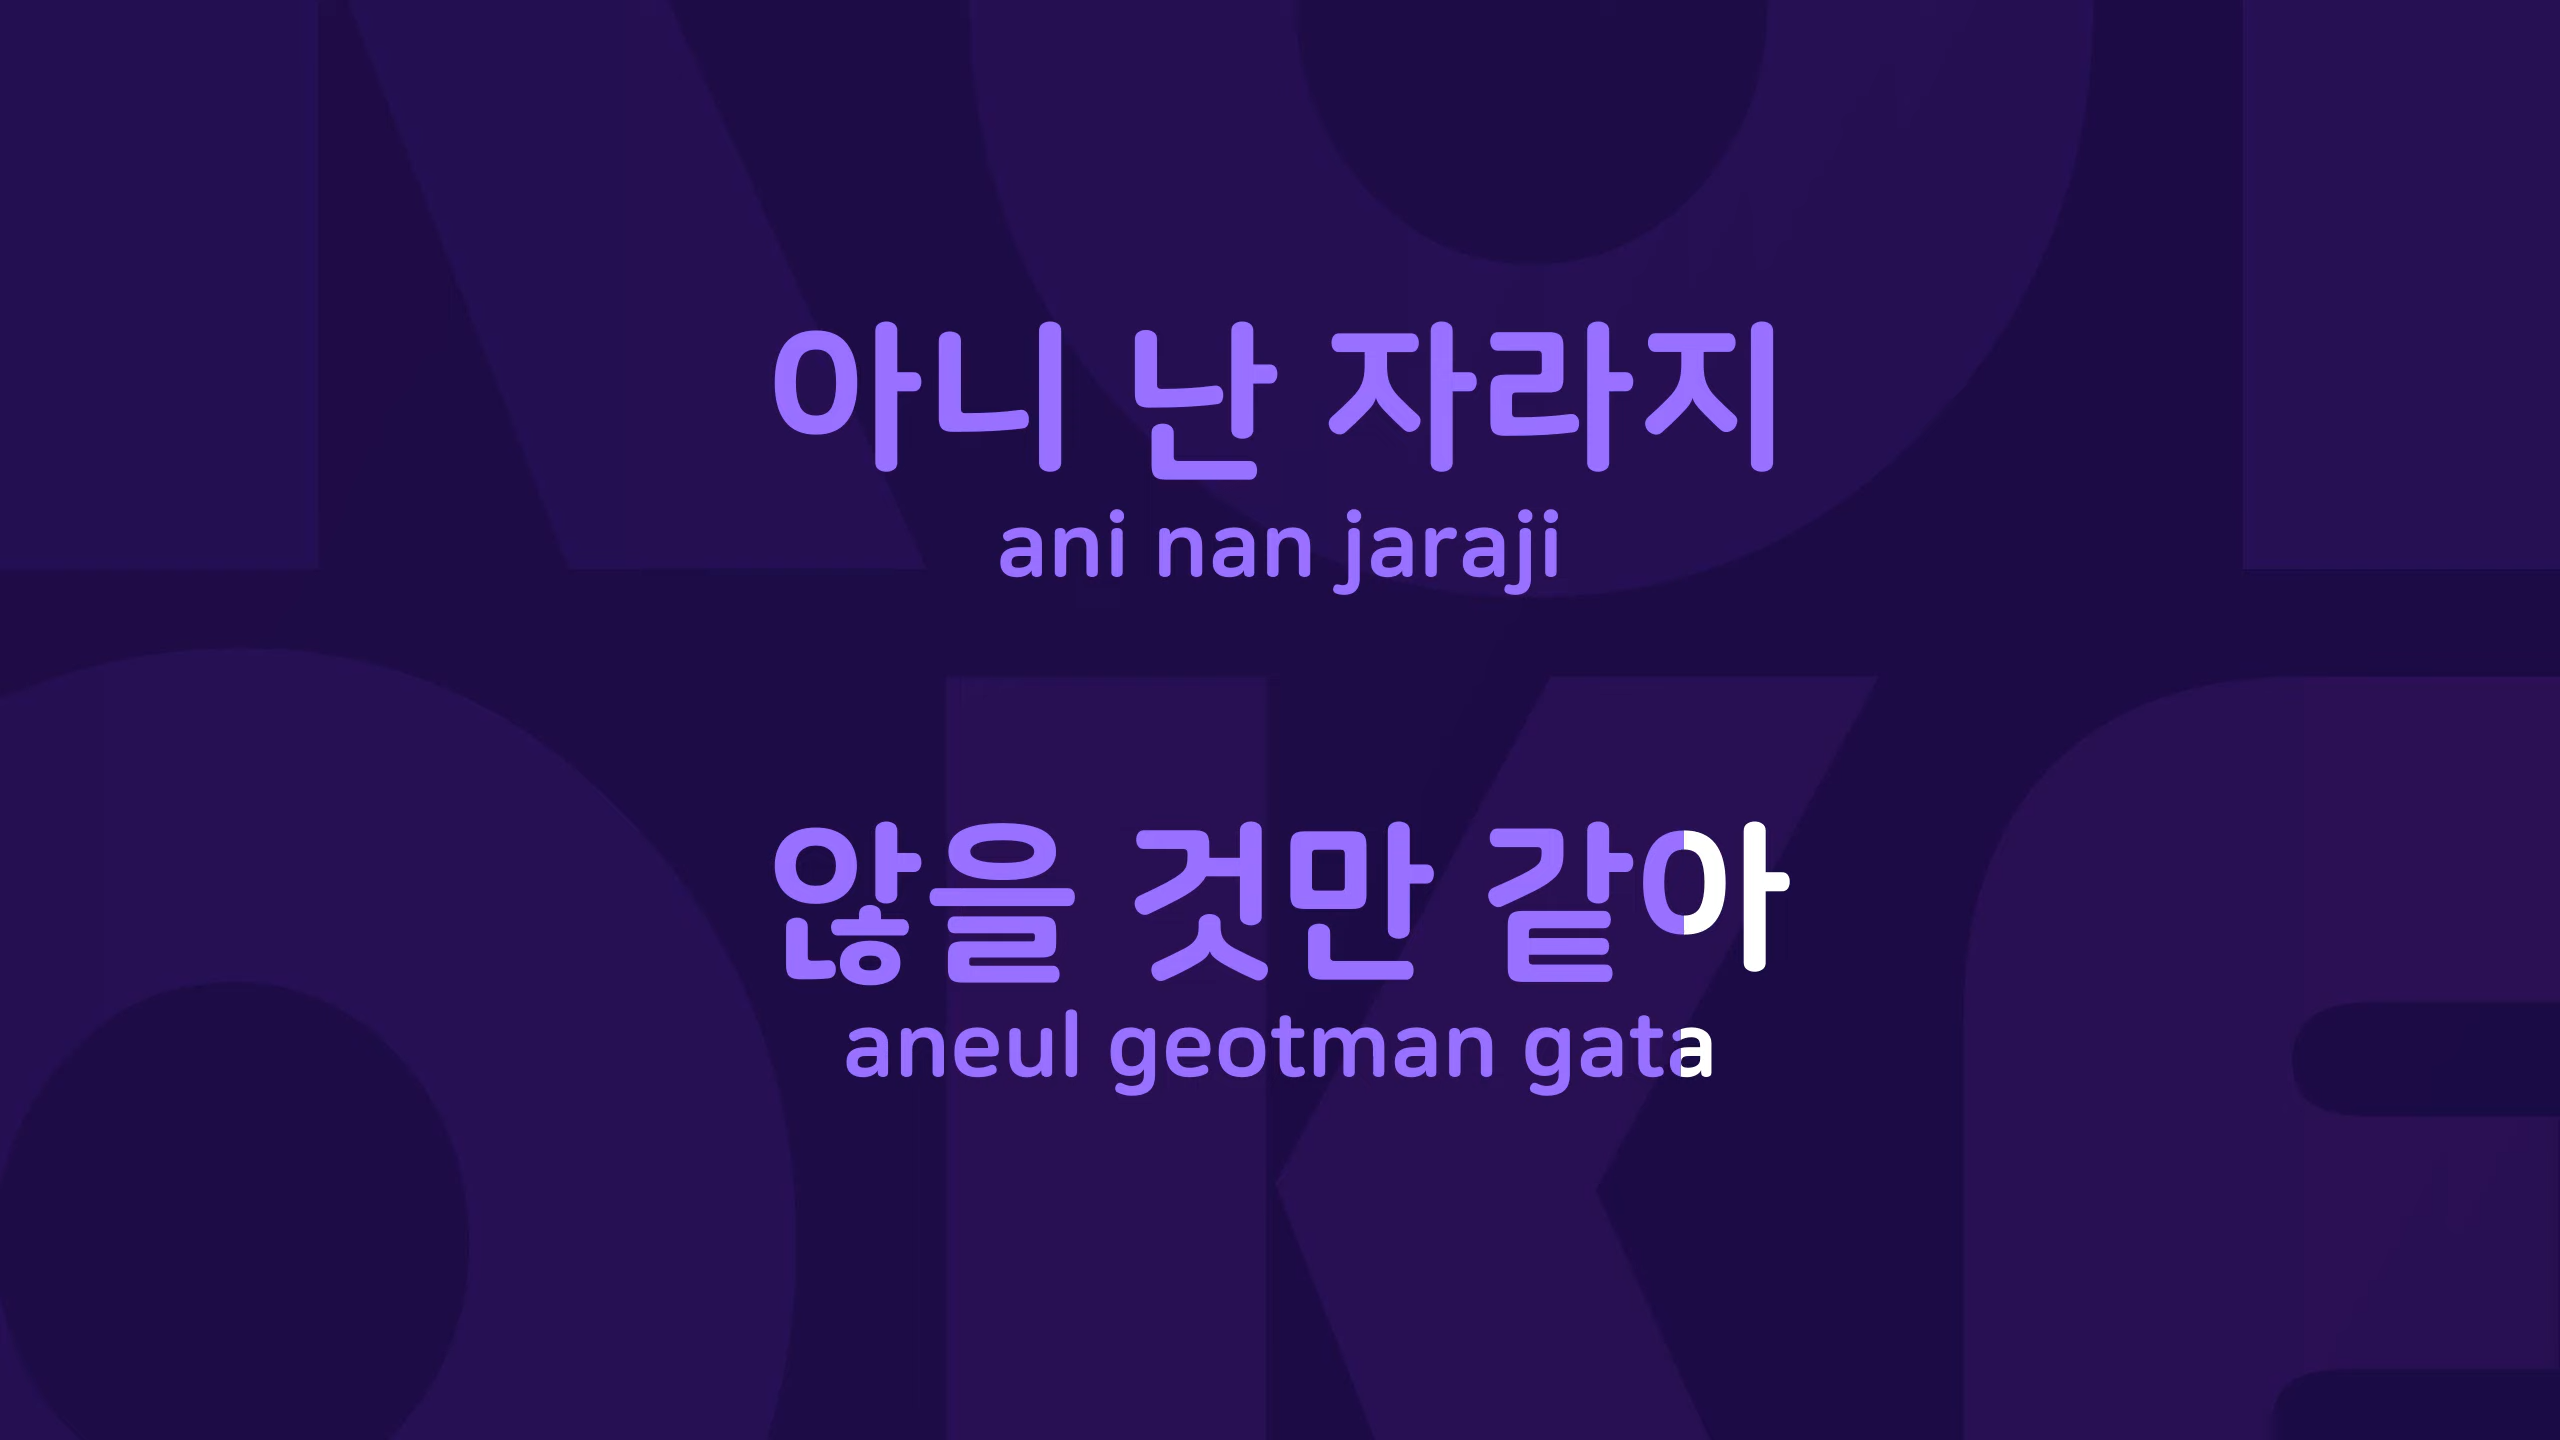 아니 난 자라지
ani nan jaraji
않을 것만 같아
aneul geotman gata